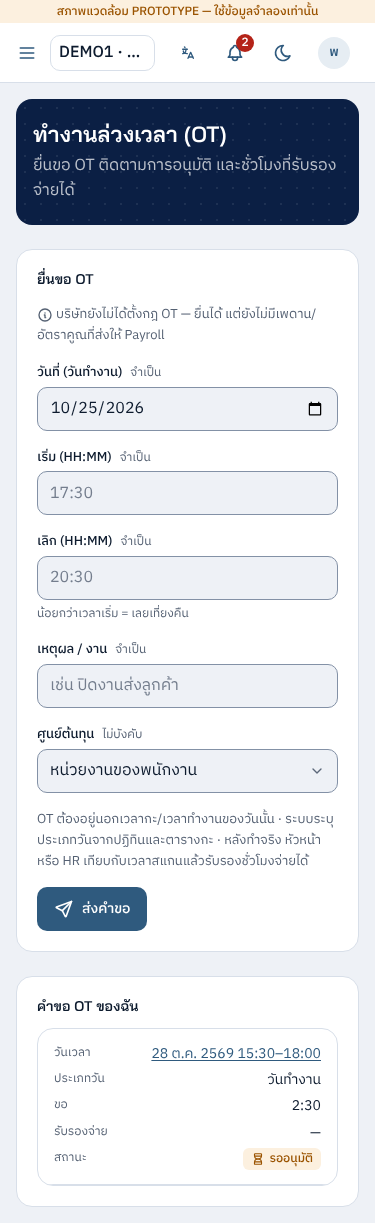 สภาพแวดล้อม PROTOTYPE — ใช้ข้อมูลจำลองเท่านั้น
DEMO1 · ...
2
พ
ทำงานล่วงเวลา (OT)
ยื่นขอ OT ติดตามการอนุมัติ และชั่วโมงที่รับรอง
จ่ายได้
ยื่นขอ OT
บริษัทยังไม่ได้ตั้งกฎ OT — ยื่นได้ แต่ยังไม่มีเพดาน/
อัตราคูณที่ส่งให้ Payroll
วันที่ (วันทำงาน) จำเป็น
10/25/2026
เริ่ม (HH:MM) จำเป็น
17:30
เลิก (HH:MM) จำเป็น
20:30
น้อยกว่าเวลาเริ่ม = เลยเที่ยงคืน
เหตุผล / งาน จำเป็น
เช่น ปิดงานส่งลูกค้า
ศูนย์ต้นทุน ไม่บังคับ
หน่วยงานของพนักงาน
OT ต้องอยู่นอกเวลากะ/เวลาทำงานของวันนั้น · ระบบระบุ
ประเภทวันจากปฏิทินและตารางกะ · หลังทำจริง หัวหน้า
หรือ HR เทียบกับเวลาสแกนแล้วรับรองชั่วโมงจ่ายได้
ส่งคำขอ
คำขอ OT ของฉัน
วันเวลา 28 ต.ค. 2569 15:30–18:00
ประเภทวัน วันทำงาน
ขอ 2:30
รับรองจ่าย —
สถานะ รออนุมัติ